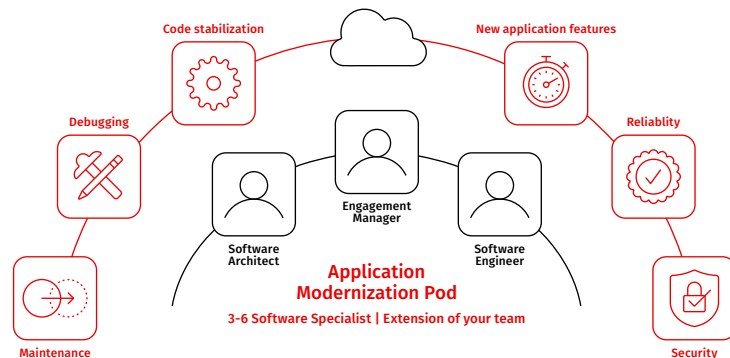 Code stabilization
New application features
Debugging
Reliablity
Engagement
Manager
Software
Architect
Software
Engineer
Application
Modernization Pod
3-6 Software Specialist | Extension of your team
Maintenance
Security